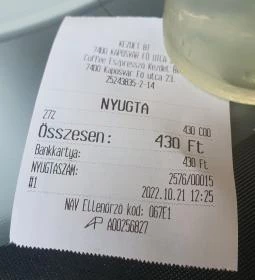 KEZDET BT
7400 KAPOSVÁR FŐ UTCA
Coffee Espresszó Kezdet B
7400 Kaposvár Fő utca 23.
25243835-2-14
NYUGTA
27% 430 C00
Összesen: 430 Ft
Bankkártya: 430 Ft
NYUGTASZÁM: 2576/00015
#1 2022.10.21 12:25
NAV Ellenőrző kód: 067E1
AP A00256827